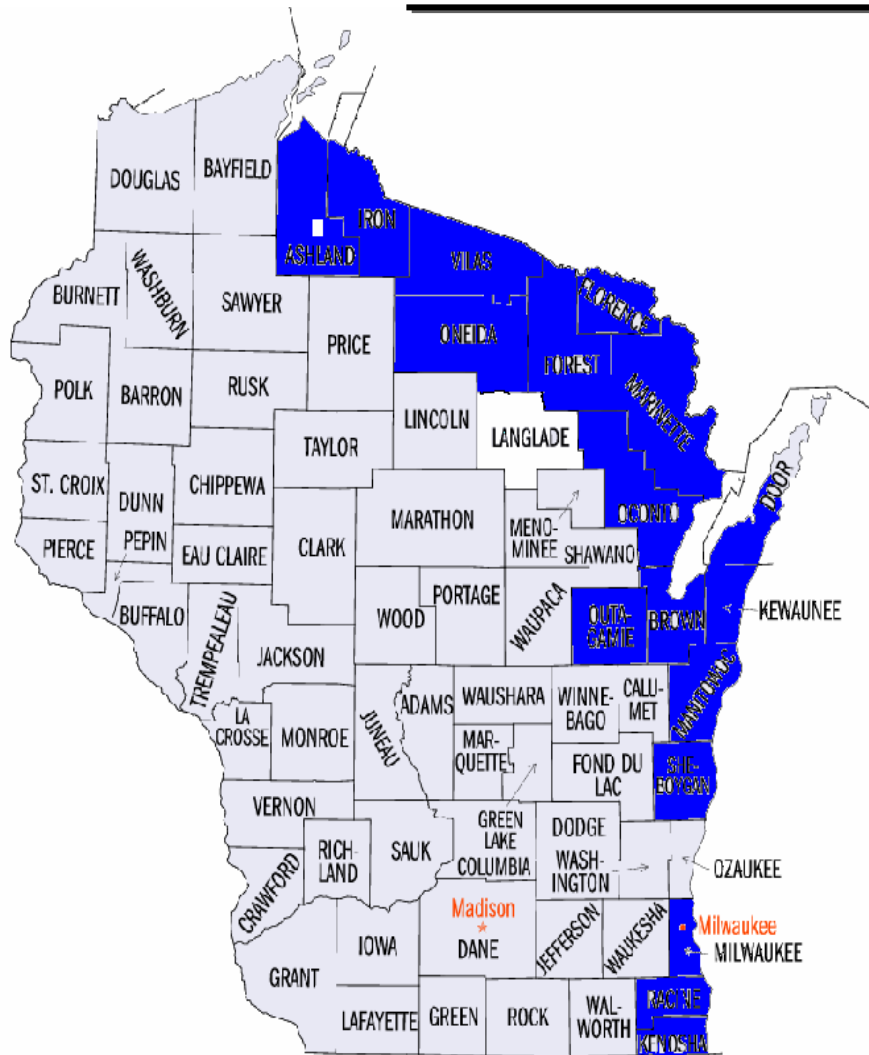 DOUGLAS
BAYFIELD
IRON
ASHLAND
VILAS
BURNETT
WASHBURN
SAWYER
PRICE
ONEIDA
FLORENCE
FOREST
POLK
BARRON
RUSK
MARINETTE
LINCOLN
LANGLADE
TAYLOR
ST. CROIX
DUNN
CHIPPEWA
DOOR
OCONTO
MARATHON
MENO-
MINEE
PIERCE
PEPIN
EAU CLAIRE
CLARK
SHAWANO
BUFFALO
TREMPEALEAU
JACKSON
WOOD
PORTAGE
WAUPACA
OUTA-
GAMIE
BROWN
KEWAUNEE
LA
CROSSE
MONROE
JUNEAU
ADAMS
WAUSHARA
WINNE-
BAGO
CALU-
MET
MANITOWOC
MAR-
QUETTE
FOND DU
LAC
SHE-
BOYGAN
VERNON
GREEN
LAKE
CRAWFORD
RICH-
LAND
SAUK
COLUMBIA
DODGE
WASH-
INGTON
OZAUKEE
Madison
DANE
IOWA
JEFFERSON
WAUKESHA
Milwaukee
MILWAUKEE
GRANT
LAFAYETTE
GREEN
ROCK
WAL-
WORTH
RACINE
KENOSHA